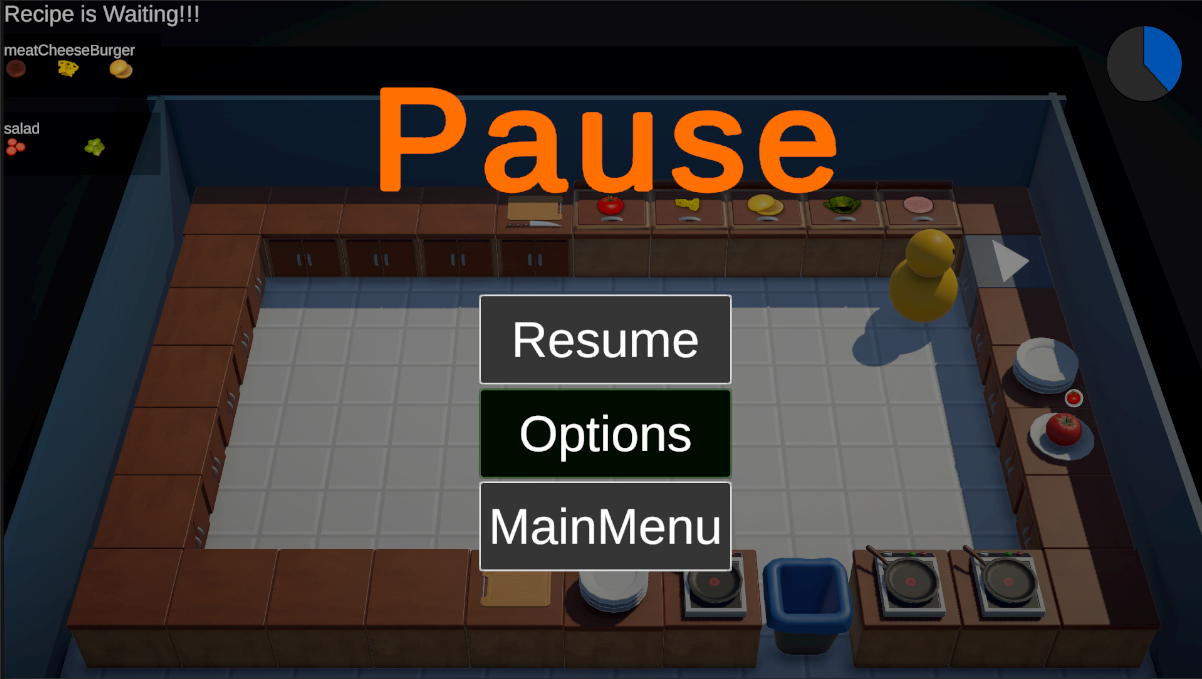 Recipe is Waiting!!!
meatCheeseBurger
salad
Pause
Resume
Options
MainMenu